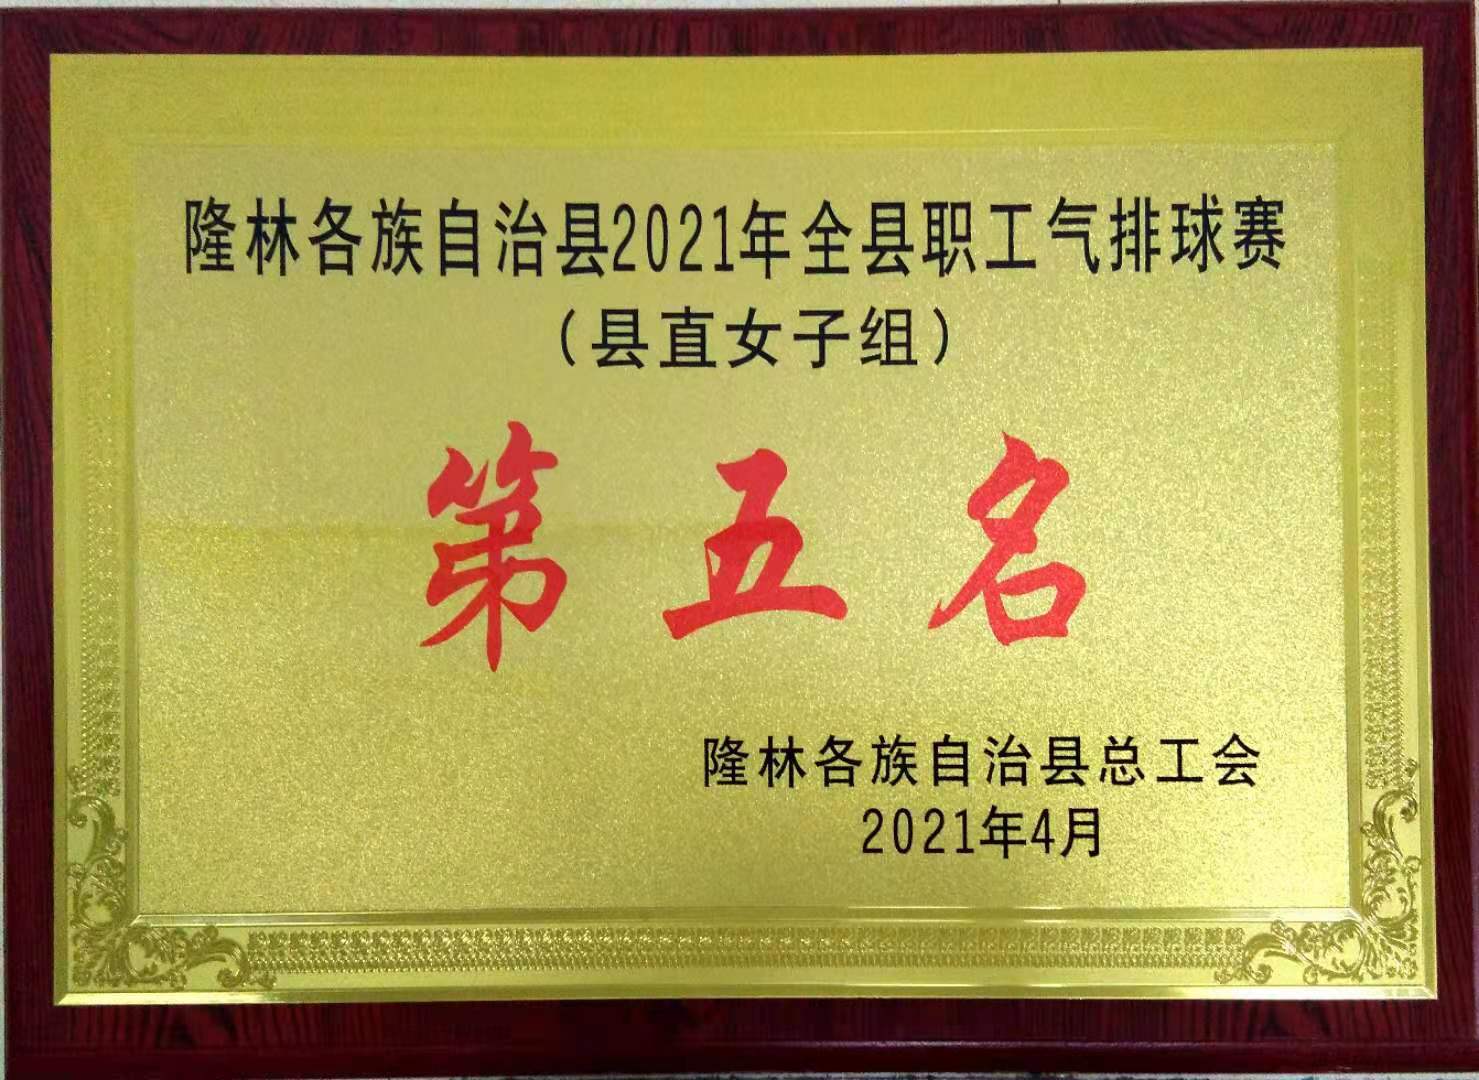 隆林各族自治县2021年全县职工气排球赛
（县直女子组）
第五名
隆林各族自治县总工会
2021年4月